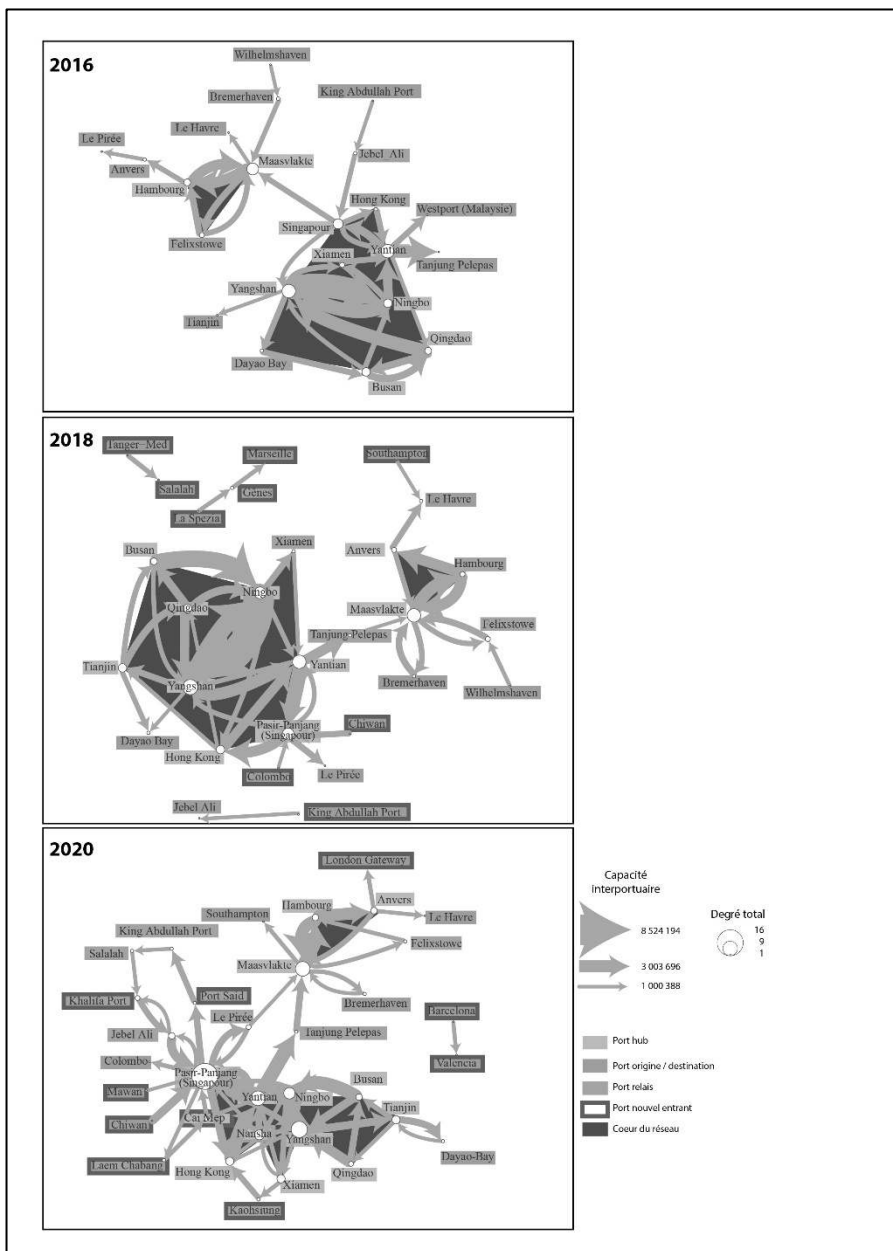 2016
Wilhelmshaven
Bremerhaven
King Abdullah Port
Le Havre
Le Pirée
Maasvlakte
Jebel_Ali
Anvers
Hambourg
Hong Kong
Westport (Malaysie)
Singapour
Felixstowe
Xiamen
Yantian
Tanjung Pelepas
Yangshan
Ningbo
Tianjin
Qingdao
Dayao Bay
Busan
2018
Tanger-Med
Marseille
Southampton
Salalah
Gênes
Le Havre
La Spezia
Xiamen
Busan
Anvers
Hambourg
Ningbo
Qingdao
Maasvlakte
Tanjung Pelepas
Felixstowe
Tianjin
Yantian
Yangshan
Bremerhaven
Wilhelmshaven
Pasir-Panjang
(Singapour)
Chiwan
Dayao Bay
Hong Kong
Colombo
Le Pirée
Jebel Ali
King Abdullah Port
2020
London Gateway
Hambourg
Anvers
Southampton
Le Havre
King Abdullah Port
Felixstowe
Salalah
Maasvlakte
Khalifa Port
Port Saïd
Bremerhaven
Le Pirée
Barcelona
Jebel Ali
Tanjung Pelepas
Colombo
Valencia
Pasir-Panjang
(Singapour)
Mawan
Yantian
Ningbo
Busan
Chiwan
Cai Mep
Tianjin
Nansha
Yangshan
Laem Chabang
Hong Kong
Qingdao
Dayao-Bay
Xiamen
Kaohsiung
Capacité
interportuaire
8 524 194
3 003 696
1 000 388
Degré total
16
9
1
Port hub
Port origine / destination
Port relais
Port nouvel entrant
Coeur du réseau